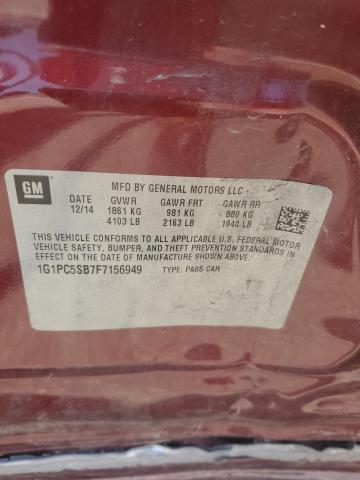 GM
MFD BY GENERAL MOTORS LLC
DATE GVWR GAWR FRT GAWR RR
12/14 1861 KG 981 KG 880 KG
4103 LB 2163 LB 1940 LB
THIS VEHICLE CONFORMS TO ALL APPLICABLE U.S. FEDERAL MOTOR
VEHICLE SAFETY, BUMPER, AND THEFT PREVENTION STANDARDS IN
EFFECT ON THE DATE OF MANUFACTURE SHOWN ABOVE.
1G1PC5SB7F7156949 TYPE: PASS CAR